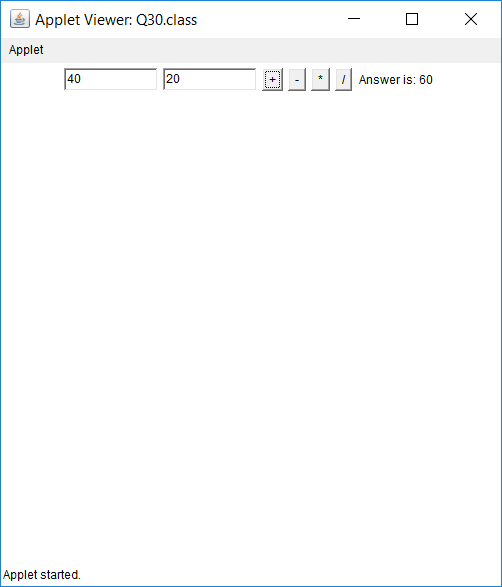 Applet Viewer: Q30.class
Applet
40 20 + - * / Answer is: 60
Applet started.